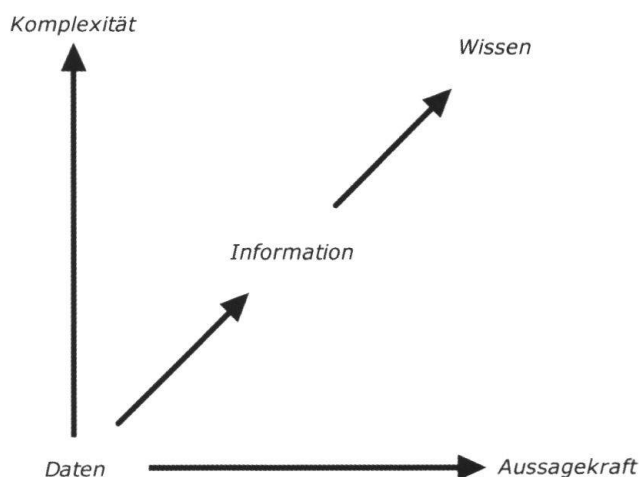 Komplexität
Wissen
Information
Daten
Aussagekraft